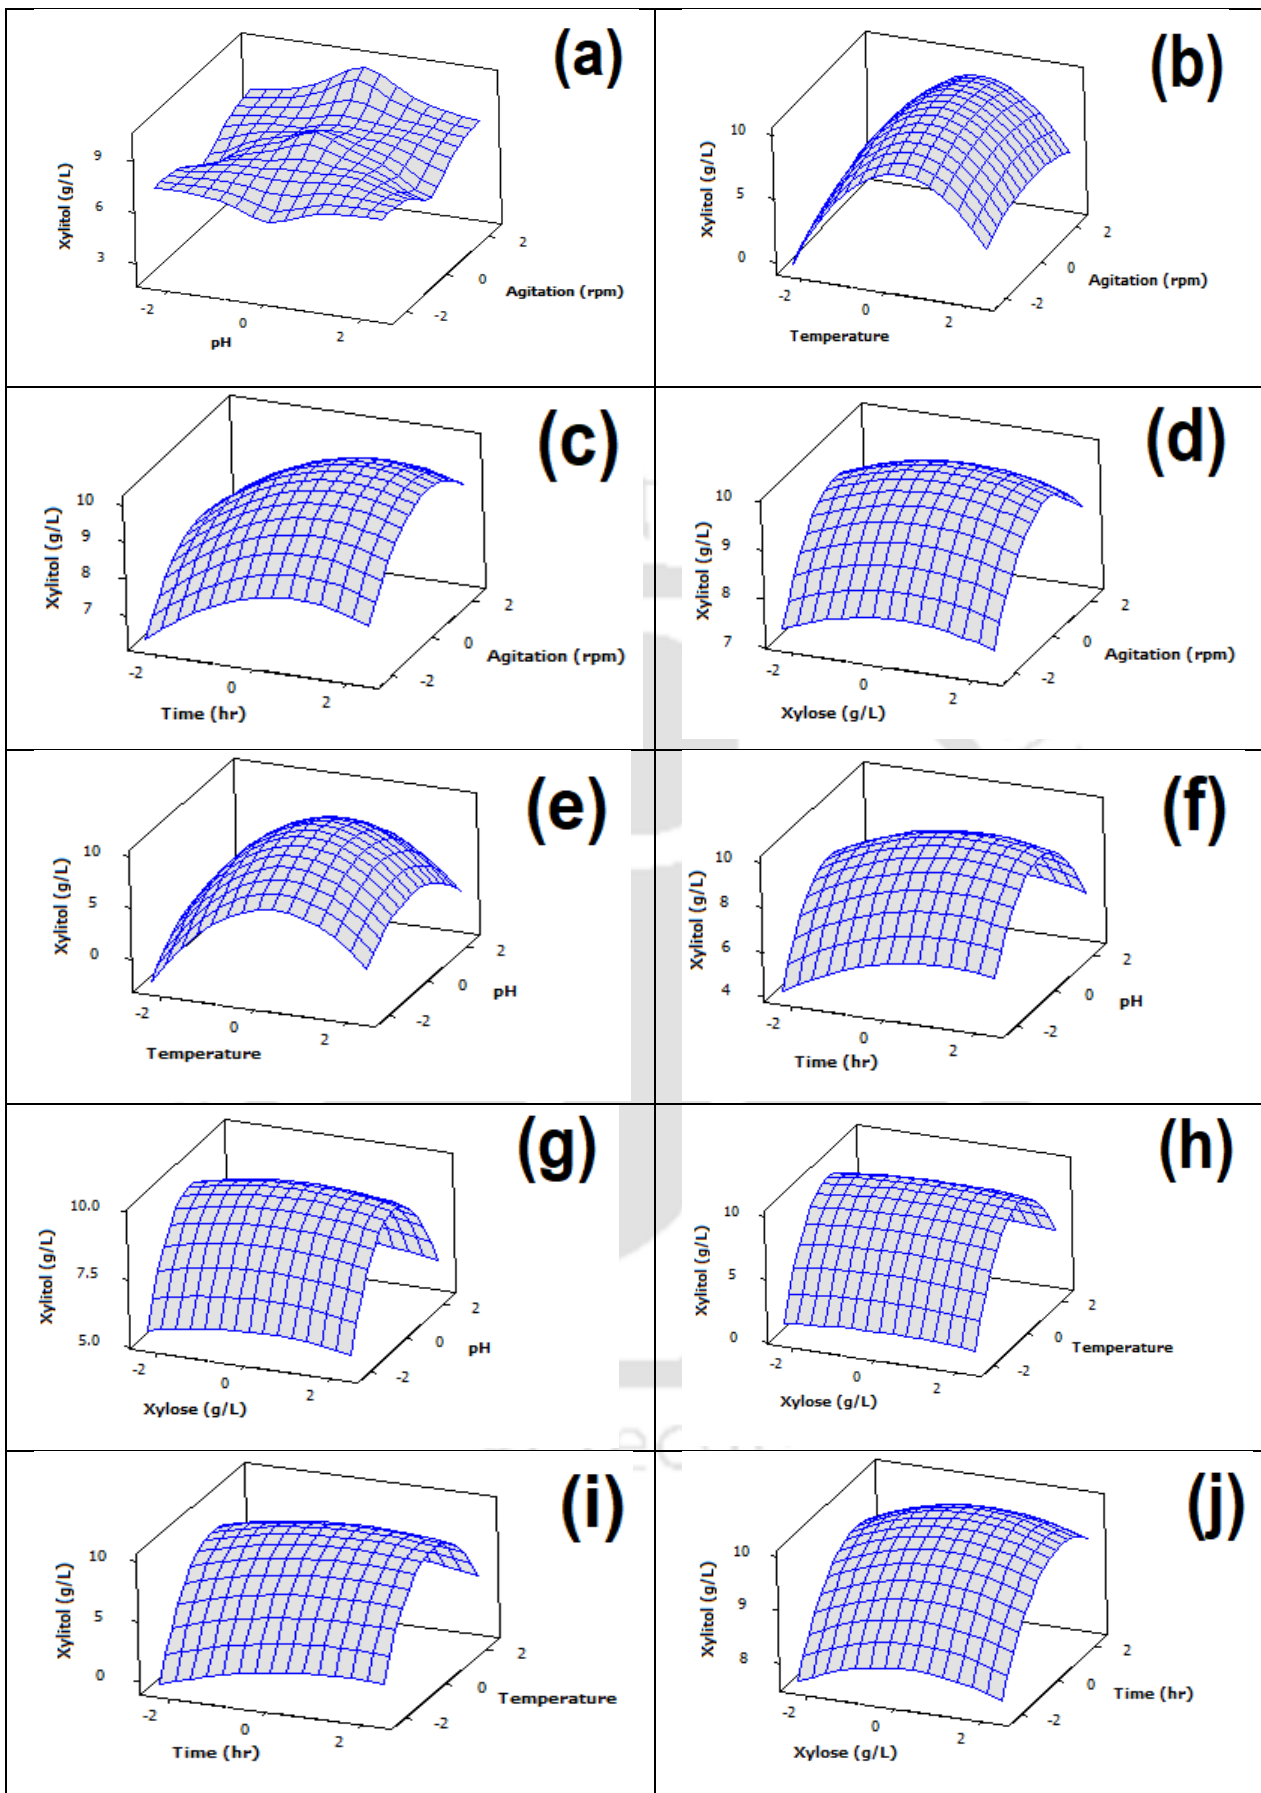 (a)
9
6
3
Xylitol (g/L)
-2
0
2
pH
-2
0
2
Agitation (rpm)
(b)
10
5
0
Xylitol (g/L)
-2
0
2
Temperature
-2
0
2
Agitation (rpm)
(c)
10
9
8
7
Xylitol (g/L)
-2
0
2
Time (hr)
-2
0
2
Agitation (rpm)
(d)
10
9
8
7
Xylitol (g/L)
-2
0
2
Xylose (g/L)
-2
0
2
Agitation (rpm)
(e)
10
5
0
Xylitol (g/L)
-2
0
2
Temperature
-2
0
2
pH
(f)
10
8
6
4
Xylitol (g/L)
-2
0
2
Time (hr)
-2
0
2
pH
(g)
10.0
7.5
5.0
Xylitol (g/L)
-2
0
2
Xylose (g/L)
-2
0
2
pH
(h)
10
5
0
Xylitol (g/L)
-2
0
2
Xylose (g/L)
-2
0
2
Temperature
(i)
10
5
0
Xylitol (g/L)
-2
0
2
Time (hr)
-2
0
2
Temperature
(j)
10
9
8
Xylitol (g/L)
-2
0
2
Xylose (g/L)
-2
0
2
Time (hr)